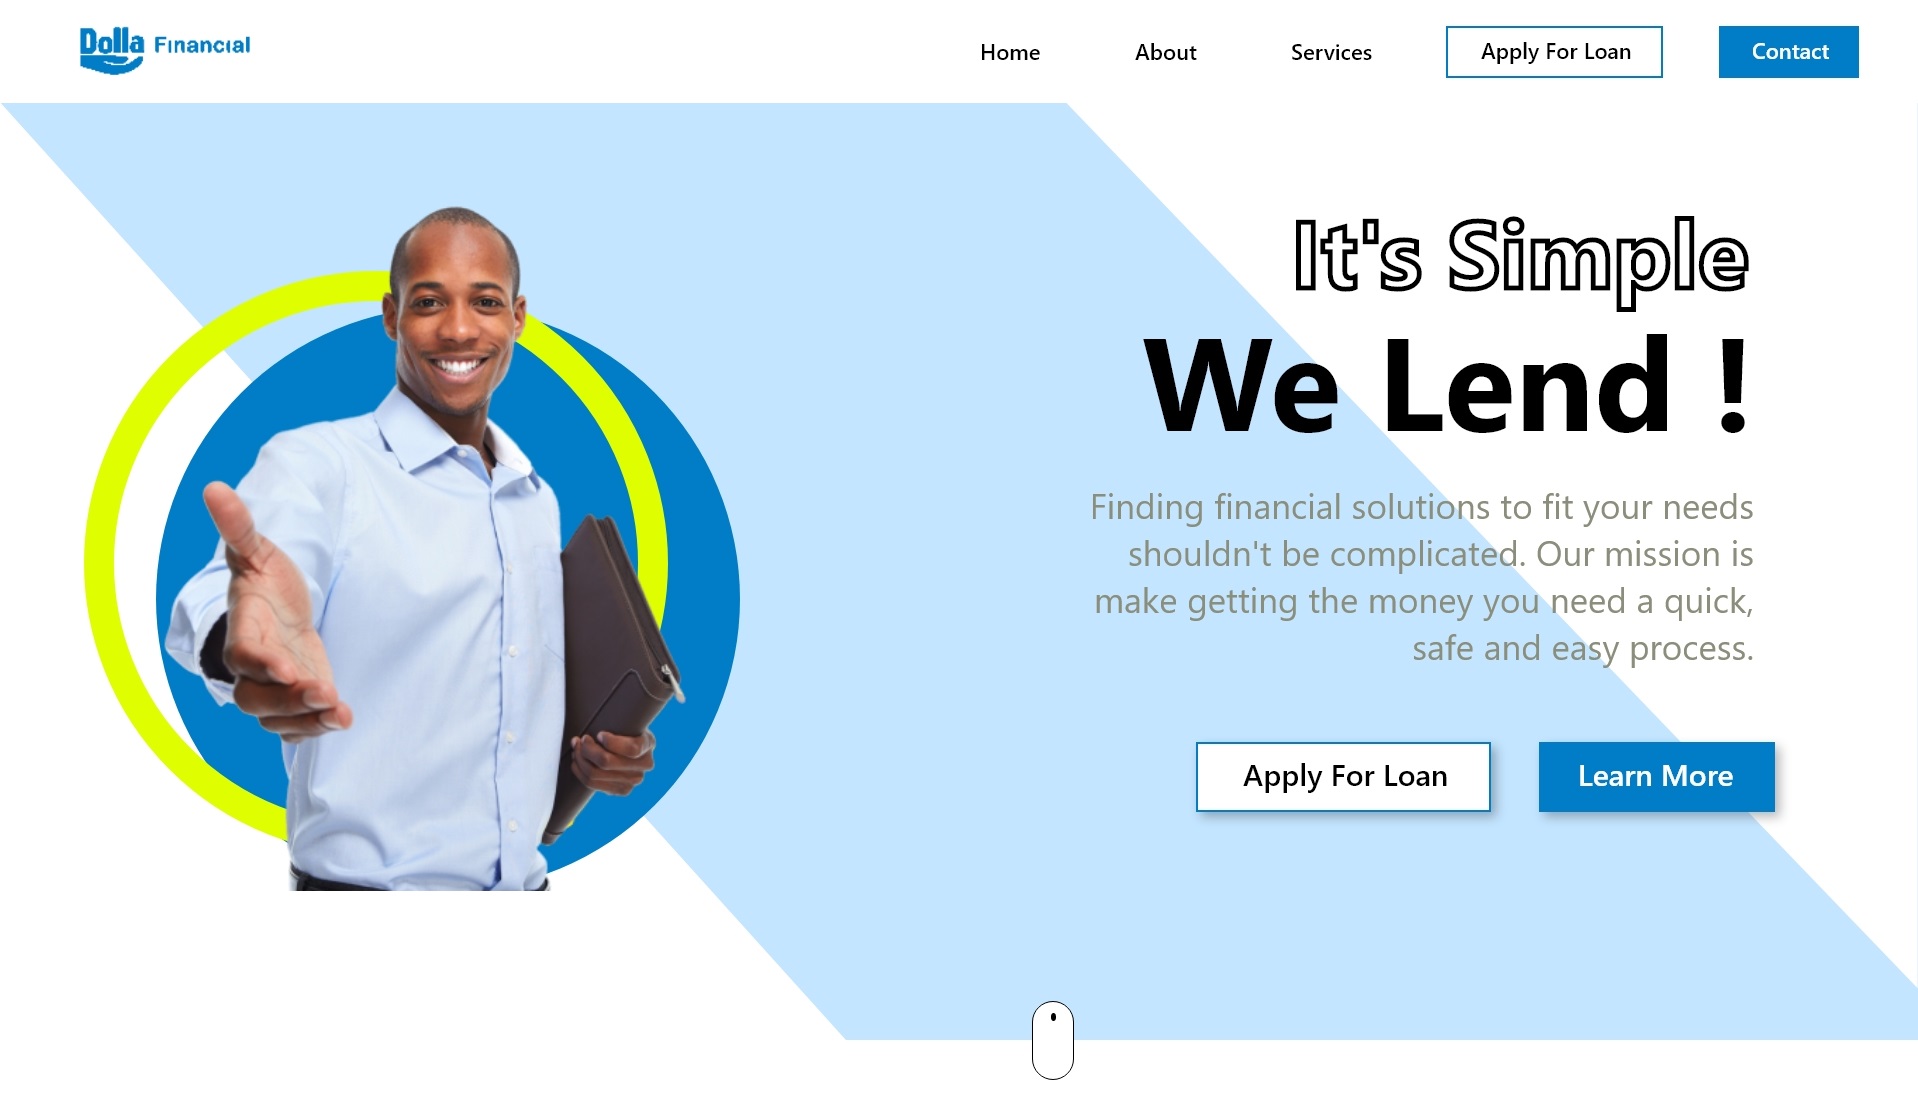 Dolla Financial
Home
About
Services
Apply For Loan
Contact
It's Simple
We Lend !
Finding financial solutions to fit your needs
shouldn't be complicated. Our mission is
make getting the money you need a quick,
safe and easy process.
Apply For Loan
Learn More